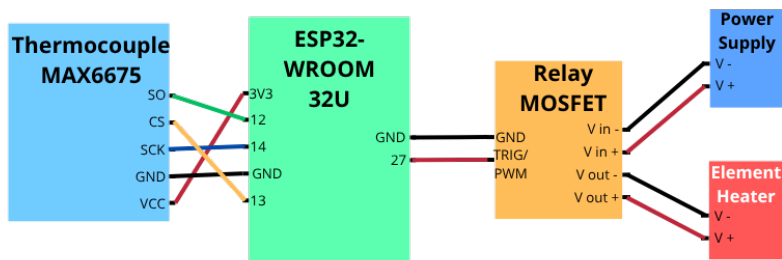 Thermocouple
MAX6675
SO
CS
SCK
GND
VCC
ESP32-
WROOM
32U
3V3
12
14
GND
13
GND
27
Relay
MOSFET
GND
TRIG/
PWM
V in -
V in +
V out -
V out +
Power
Supply
V -
V +
Element
Heater
V -
V +